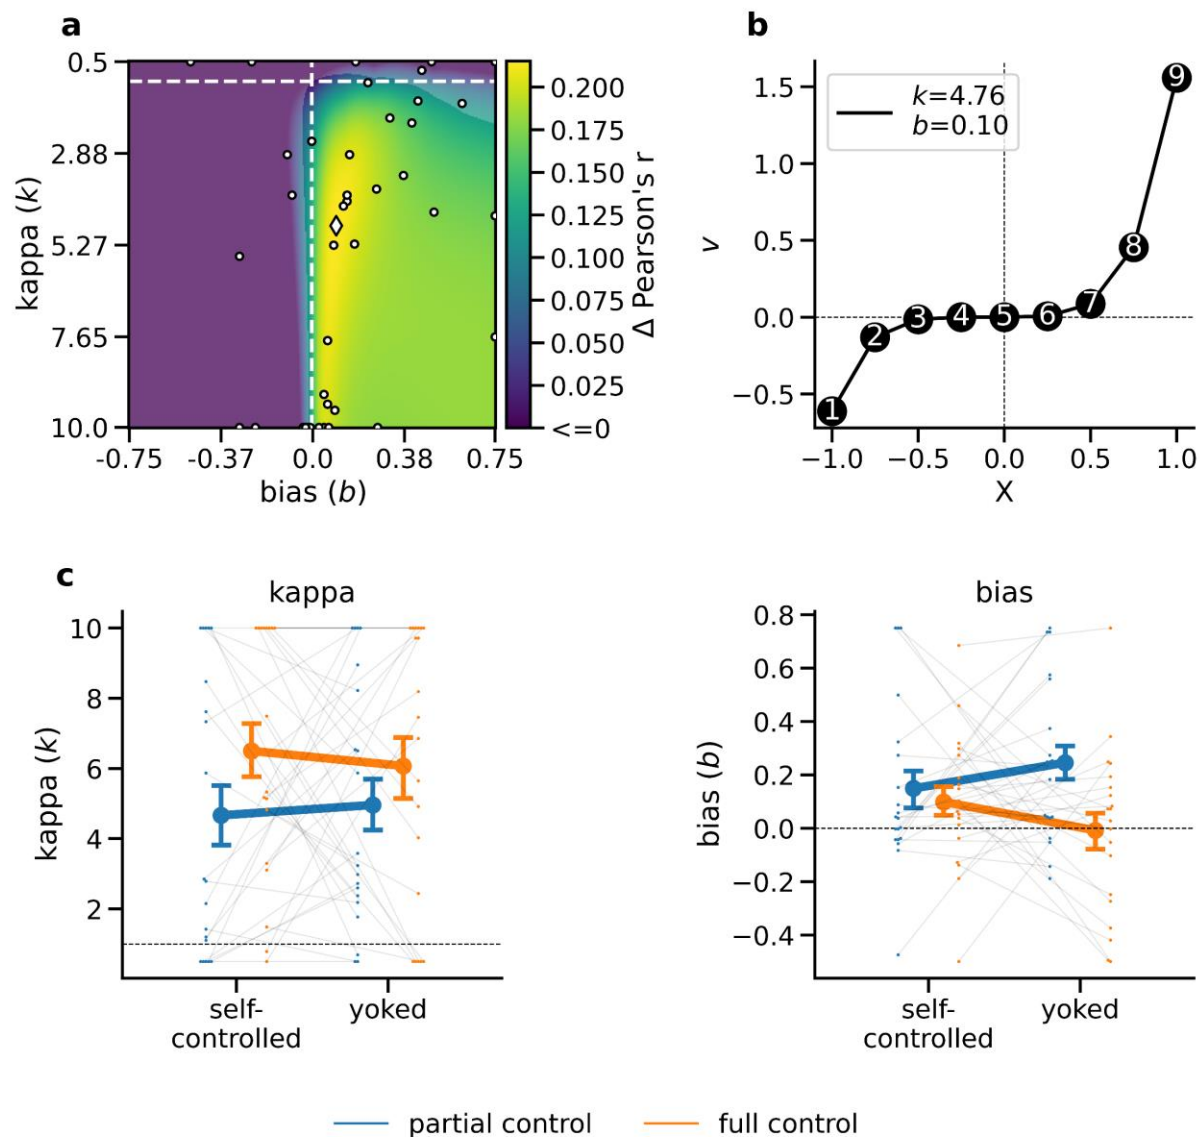 a
0.5
2.88
5.27
7.65
10.0
kappa (k)
-0.75
-0.37
0.0
0.38
0.75
bias (b)
0.200
0.175
0.150
0.125
0.100
0.075
0.050
0.025
<=0
Δ Pearson's r
b
k=4.76
b=0.10
1.5
1.0
0.5
0.0
−0.5
v
1
2
3
4
5
6
7
8
9
−1.0
−0.5
0.0
0.5
1.0
X
c
kappa
10
8
6
4
2
kappa (k)
self-
controlled
yoked
bias
0.8
0.6
0.4
0.2
0.0
−0.2
−0.4
bias (b)
self-
controlled
yoked
partial control
full control